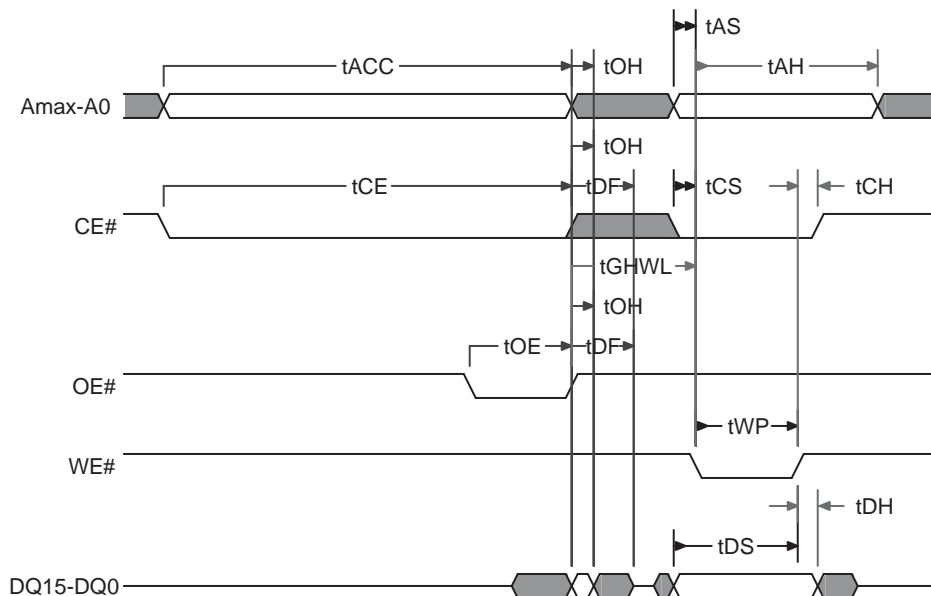 tAS
tACC
tOH
tAH
Amax-A0
tOH
tCE
tDF
tCS
tCH
CE#
tGHWL
tOH
tOE
tDF
OE#
tWP
WE#
tDH
tDS
DQ15-DQ0